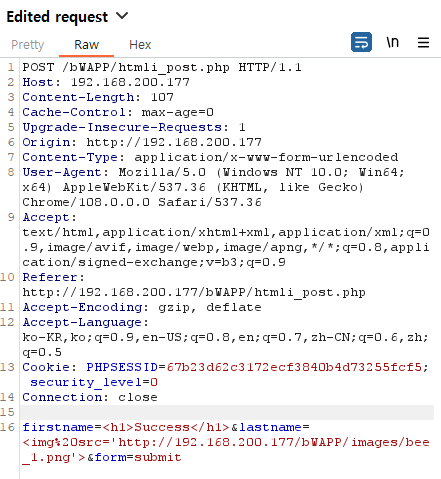 Edited request
Pretty Raw Hex
\n
1 POST /bWAPP/htmli_post.php HTTP/1.1
2 Host: 192.168.200.177
3 Content-Length: 107
4 Cache-Control: max-age=0
5 Upgrade-Insecure-Requests: 1
6 Origin: http://192.168.200.177
7 Content-Type: application/x-www-form-urlencoded
8 User-Agent: Mozilla/5.0 (Windows NT 10.0; Win64;
x64) AppleWebKit/537.36 (KHTML, like Gecko)
Chrome/108.0.0.0 Safari/537.36
9 Accept:
text/html,application/xhtml+xml,application/xml;q=0
.9,image/avif,image/webp,image/apng,*/*;q=0.8,appli
cation/signed-exchange;v=b3;q=0.9
10 Referer:
http://192.168.200.177/bWAPP/htmli_post.php
11 Accept-Encoding: gzip, deflate
12 Accept-Language:
ko-KR,ko;q=0.9,en-US;q=0.8,en;q=0.7,zh-CN;q=0.6,zh;
q=0.5
13 Cookie: PHPSESSID=67b23d62c3172ecf3840b4d73255fcf5;
security_level=0
14 Connection: close
15
16 firstname=<h1>Success</h1>&lastname=
<img%20src='http://192.168.200.177/bWAPP/images/bee
_1.png'>&form=submit